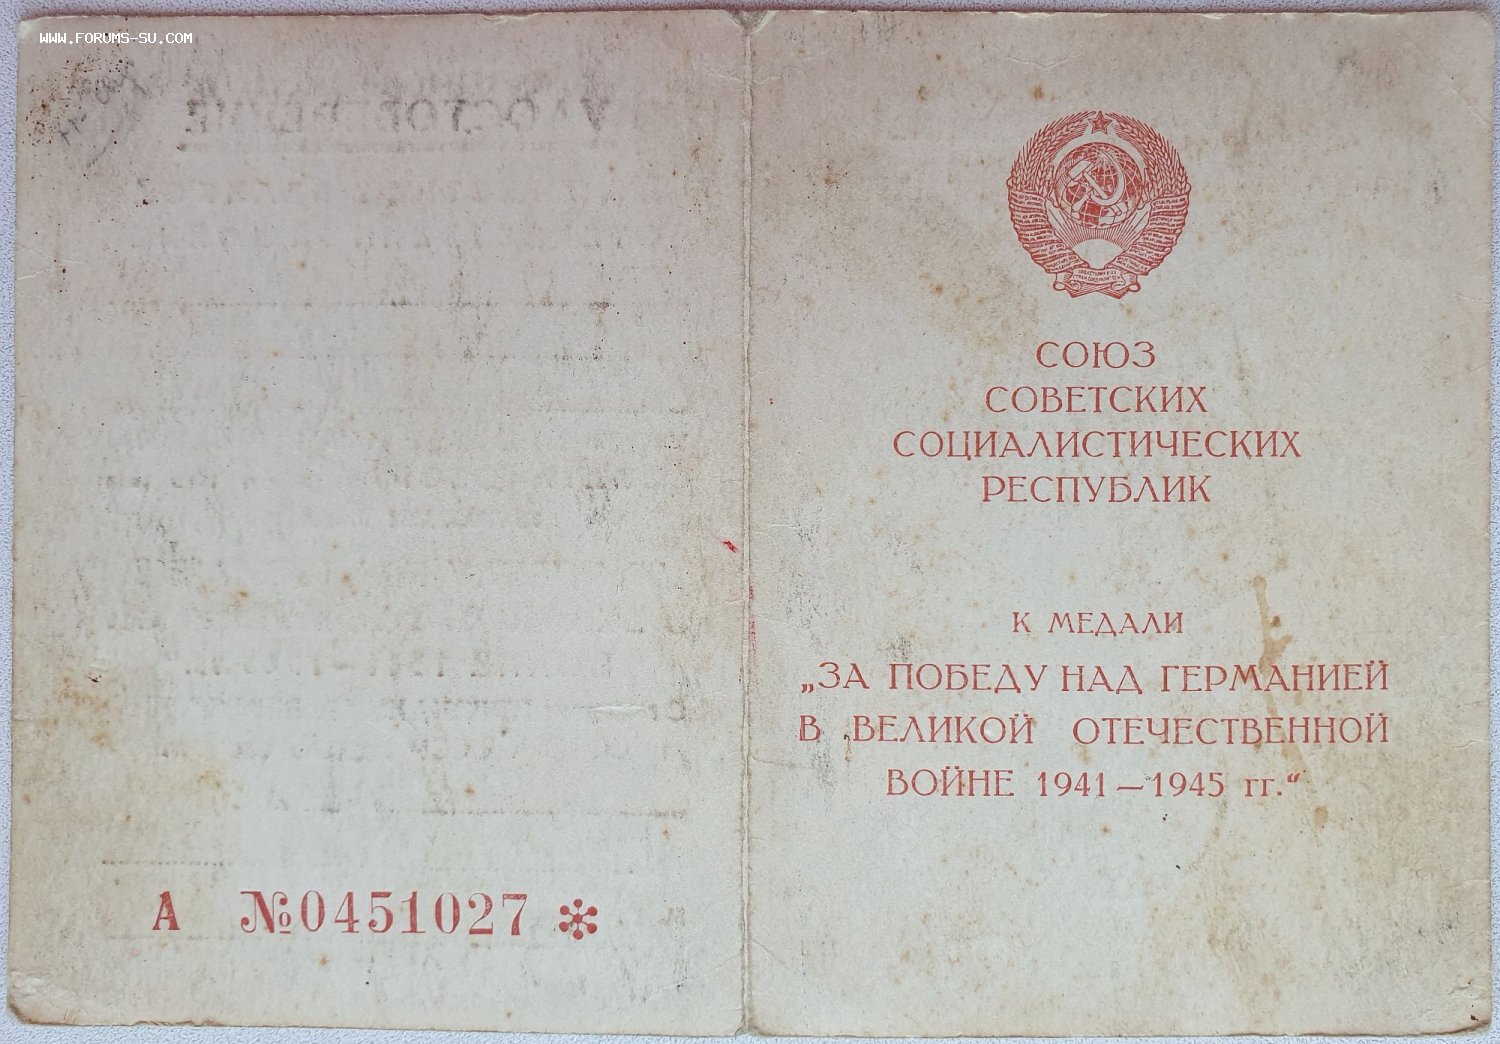 WWW.FORUMS-SU.COM
А №0451027
СОЮЗ
СОВЕТСКИХ
СОЦИАЛИСТИЧЕСКИХ
РЕСПУБЛИК
К МЕДАЛИ
„ЗА ПОБЕДУ НАД ГЕРМАНИЕЙ
В ВЕЛИКОЙ ОТЕЧЕСТВЕННОЙ
ВОЙНЕ 1941—1945 гг.“